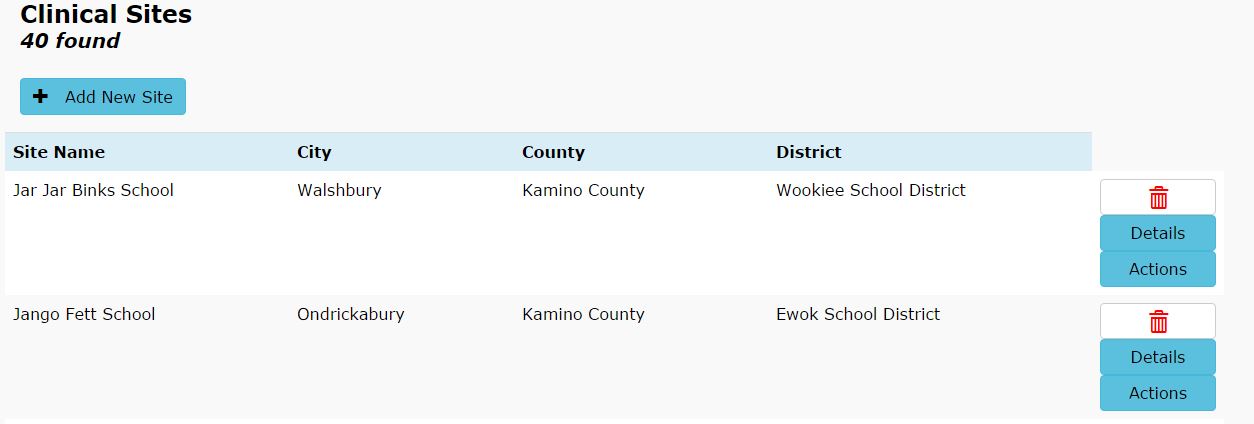 Clinical Sites
40 found
Add New Site
Site Name City County District
Jar Jar Binks School Walshbury Kamino County Wookiee School District
Details
Actions
Jango Fett School Ondrickabury Kamino County Ewok School District
Details
Actions